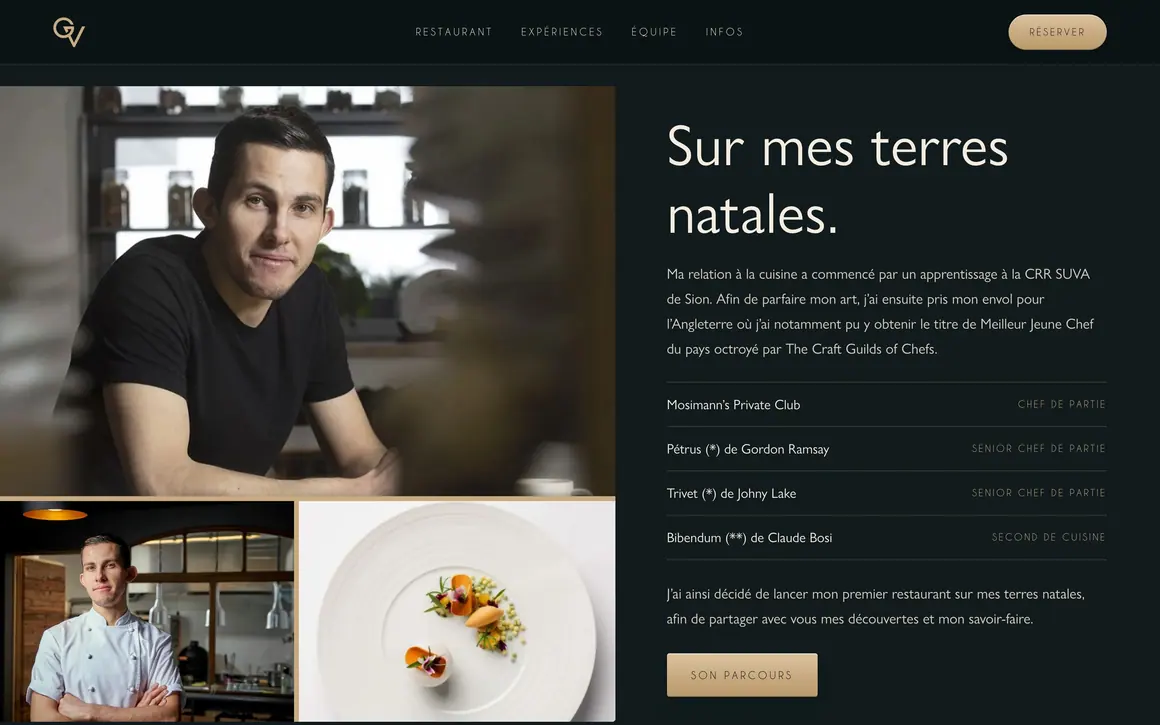 GV
RESTAURANT
EXPÉRIENCES
ÉQUIPE
INFOS
RÉSERVER
Sur mes terres
natales.
Ma relation à la cuisine a commencé par un apprentissage à la CRR SUVA
de Sion. Afin de parfaire mon art, j’ai ensuite pris mon envol pour
l’Angleterre où j’ai notamment pu y obtenir le titre de Meilleur Jeune Chef
du pays octroyé par The Craft Guilds of Chefs.
Mosimann’s Private Club CHEF DE PARTIE
Pétrus (*) de Gordon Ramsay SENIOR CHEF DE PARTIE
Trivet (*) de Johny Lake SENIOR CHEF DE PARTIE
Bibendum (**) de Claude Bosi SECOND DE CUISINE
J’ai ainsi décidé de lancer mon premier restaurant sur mes terres natales,
afin de partager avec vous mes découvertes et mon savoir-faire.
SON PARCOURS